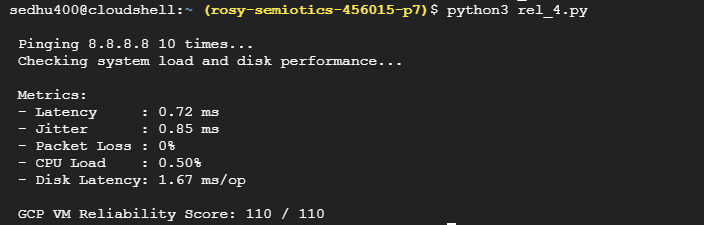 sedhu400@cloudshell:~ (rosy-semiotics-456015-p7)$ python3 rel_4.py
Pinging 8.8.8.8 10 times...
Checking system load and disk performance...
Metrics:
- Latency     : 0.72 ms
- Jitter      : 0.85 ms
- Packet Loss : 0%
- CPU Load    : 0.50%
- Disk Latency: 1.67 ms/op
GCP VM Reliability Score: 110 / 110